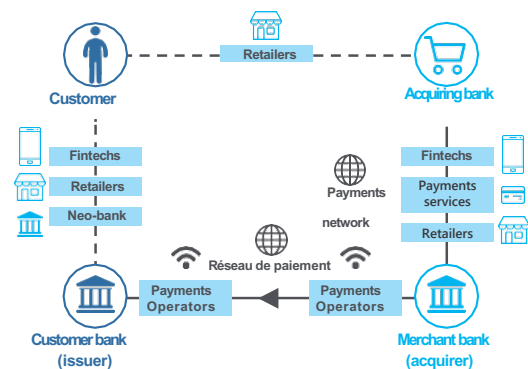 Retailers
Customer
Acquiring bank
Fintechs
Retailers
Neo-bank
Fintechs
Payments
services
Retailers
Payments
network
Réseau de paiement
Payments
Operators
Payments
Operators
Customer bank
(issuer)
Merchant bank
(acquirer)